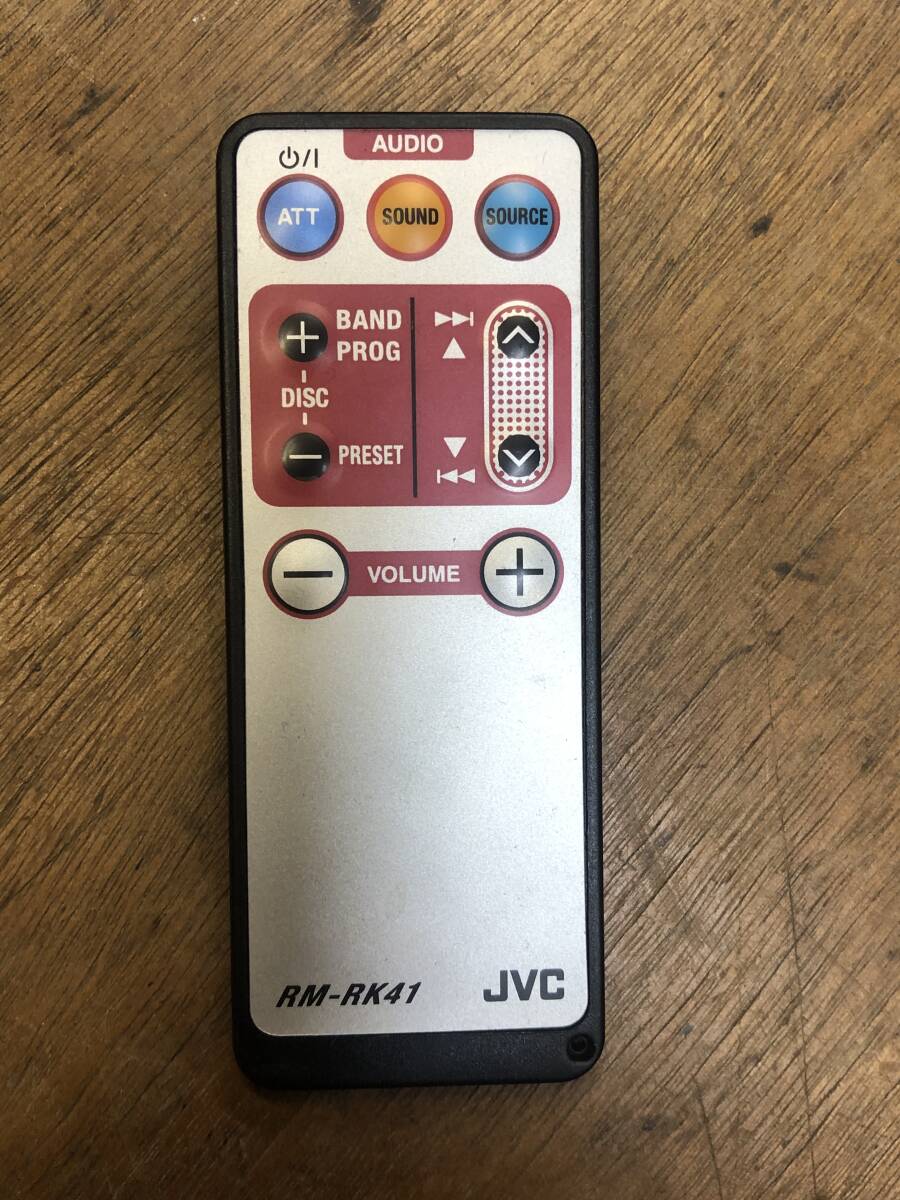 AUDIO
⏻/I
ATT
SOUND
SOURCE
+ BAND
PROG
DISC
− PRESET
− VOLUME +
RM-RK41
JVC